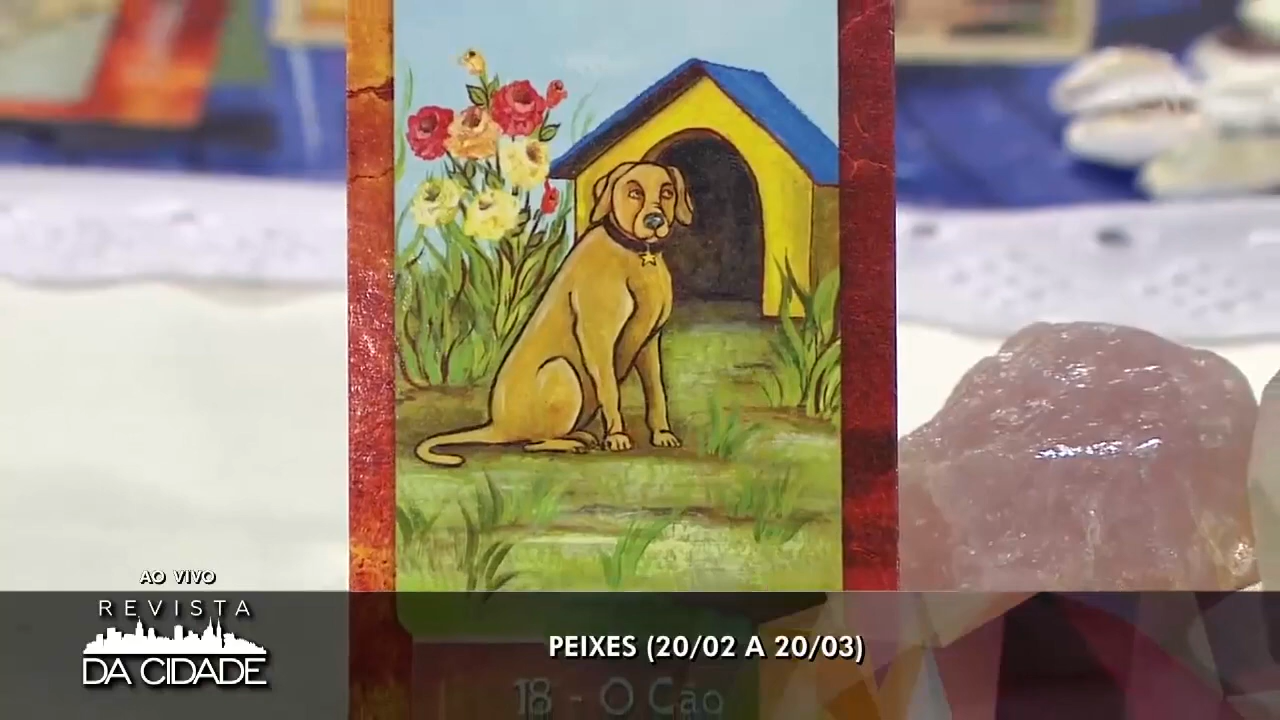 AO VIVO
REVISTA
DA CIDADE
PEIXES (20/02 A 20/03)
18 - O Cão